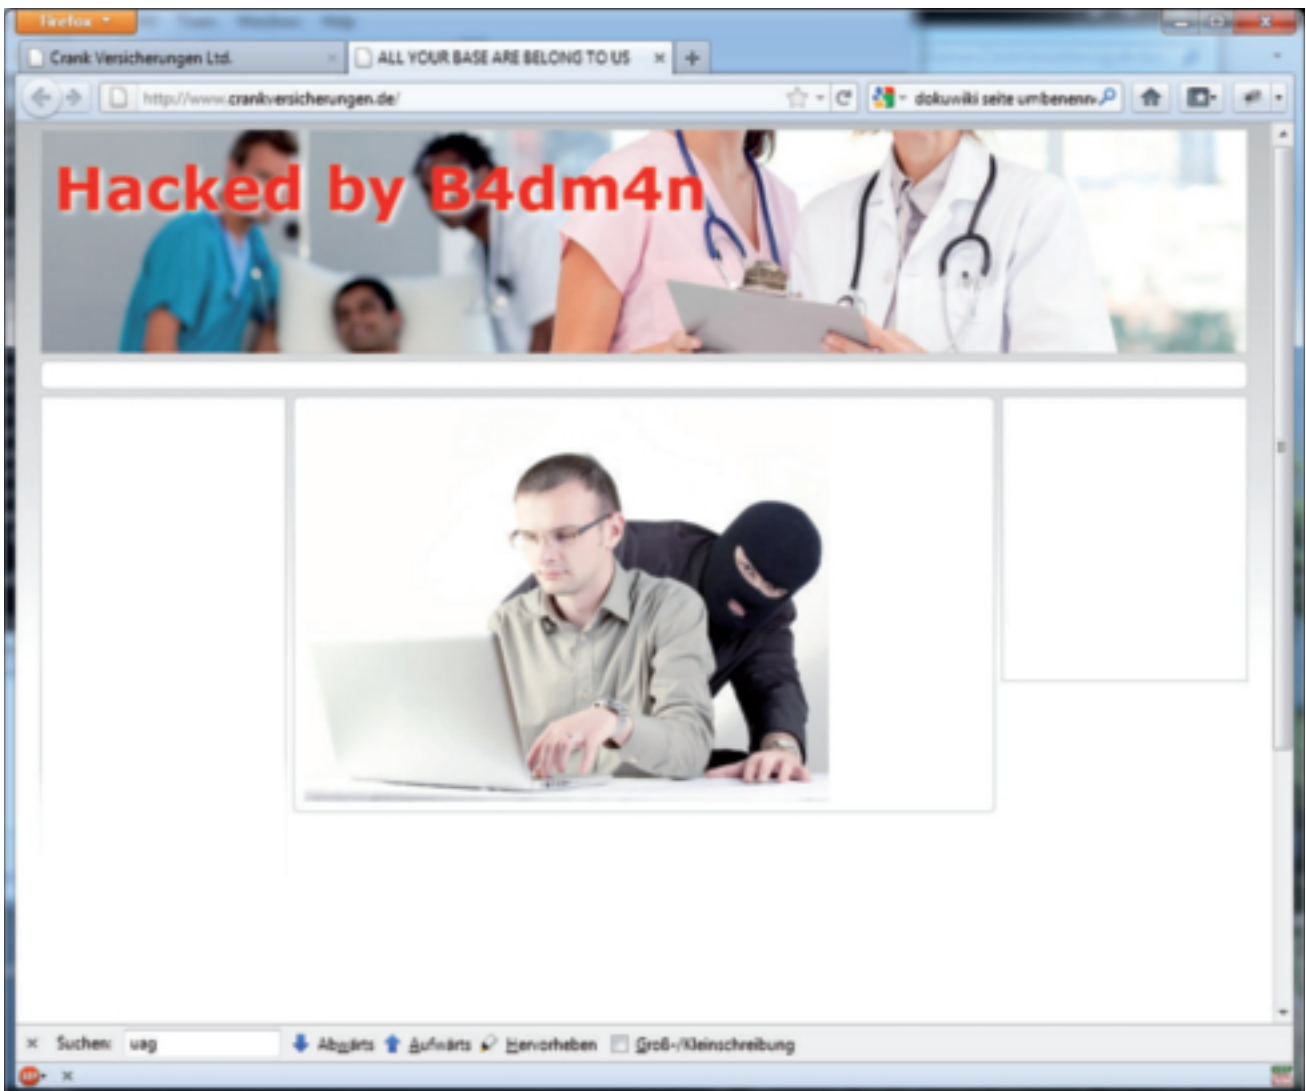 Firefox
Crank Versicherungen Ltd.
ALL YOUR BASE ARE BELONG TO US
http://www.crankversicherungen.de/
dokuwiki seite umbenenn
Hacked by B4dm4n
Suchen: uag
Abwärts Aufwärts Hervorheben Groß-/Kleinschreibung